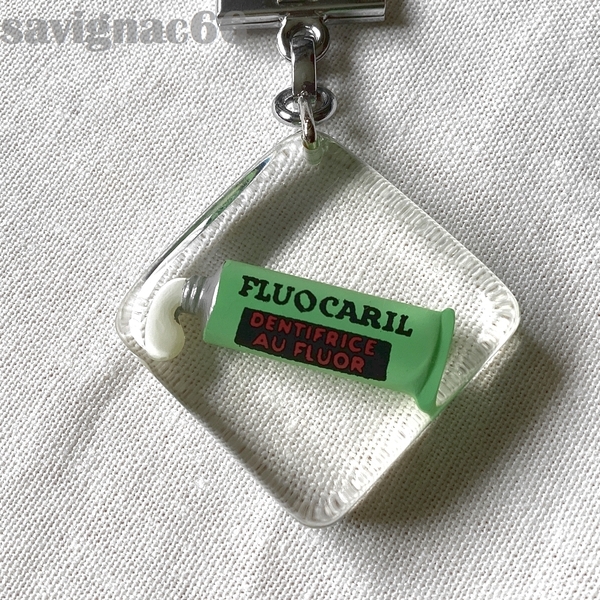 savignac6
FLUOCARIL
DENTIFRICE
AU FLUOR